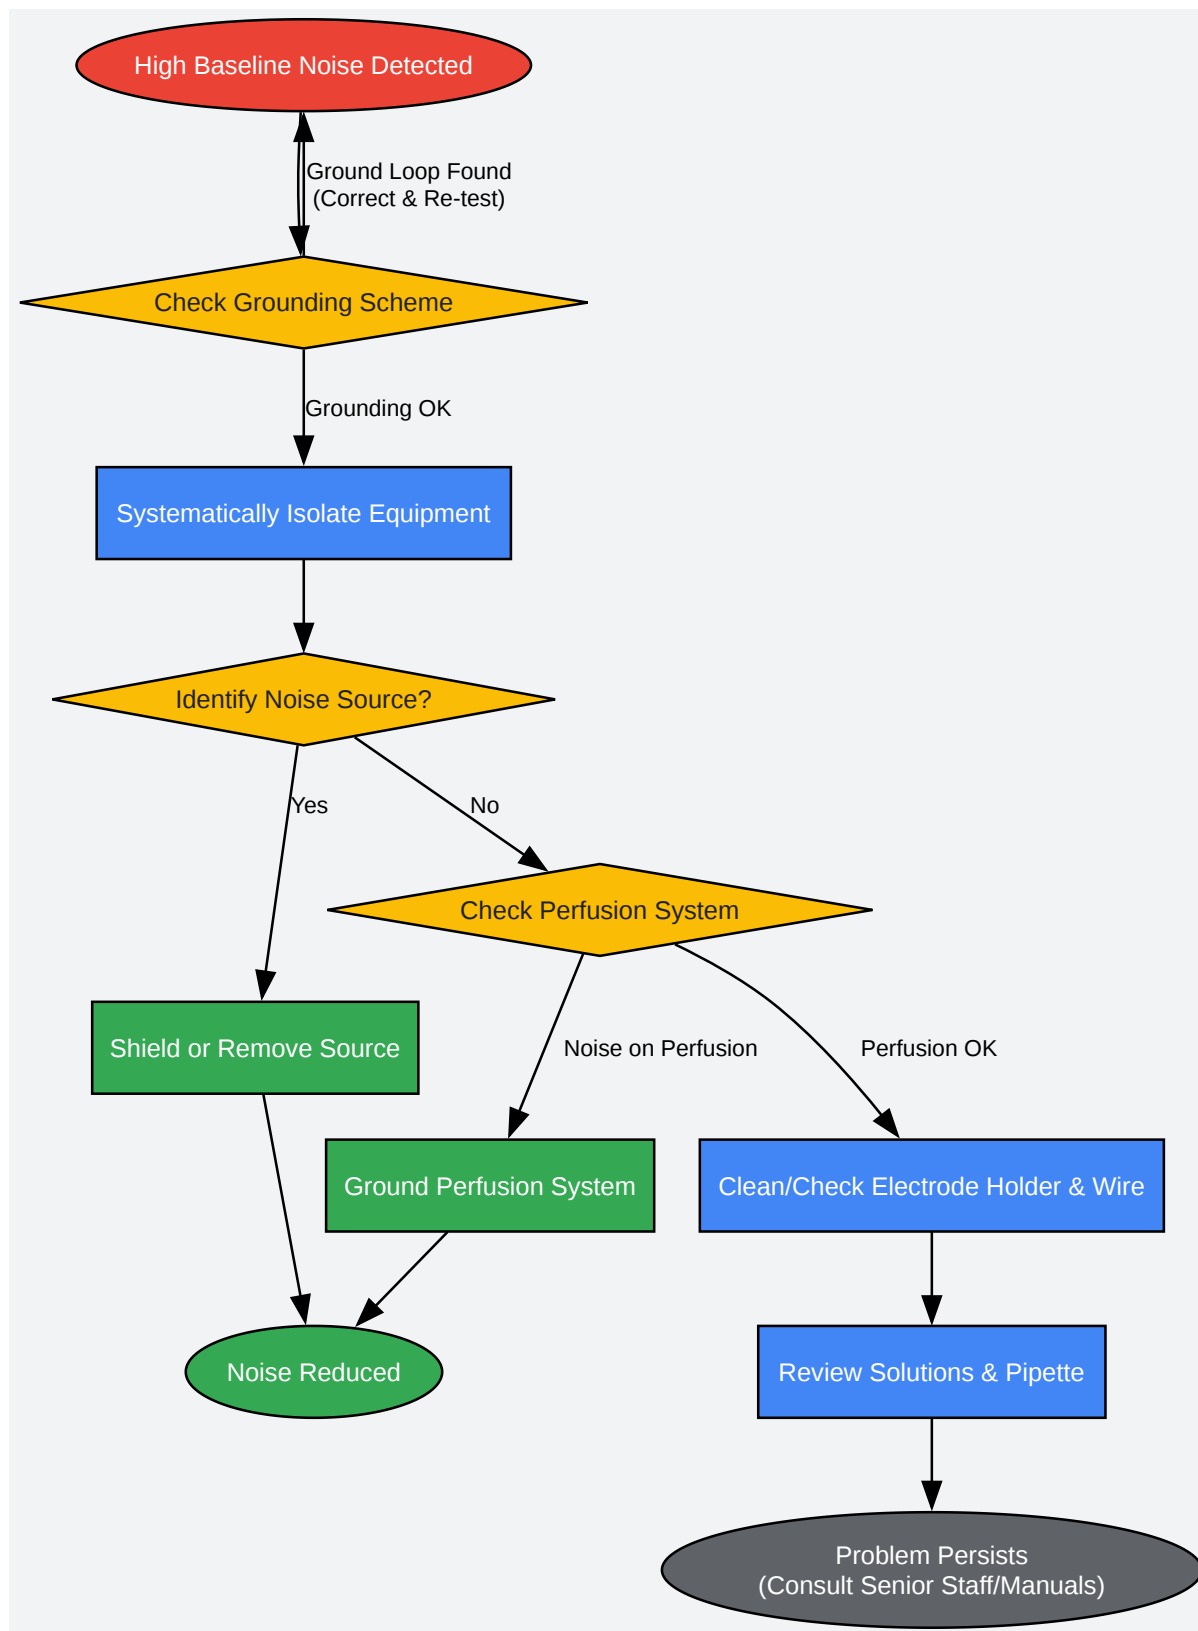 High Baseline Noise Detected
Ground Loop Found
(Correct & Re-test)
Check Grounding Scheme
Grounding OK
Systematically Isolate Equipment
Identify Noise Source?
Yes
No
Check Perfusion System
Shield or Remove Source
Noise on Perfusion
Perfusion OK
Ground Perfusion System
Clean/Check Electrode Holder & Wire
Noise Reduced
Review Solutions & Pipette
Problem Persists
(Consult Senior Staff/Manuals)